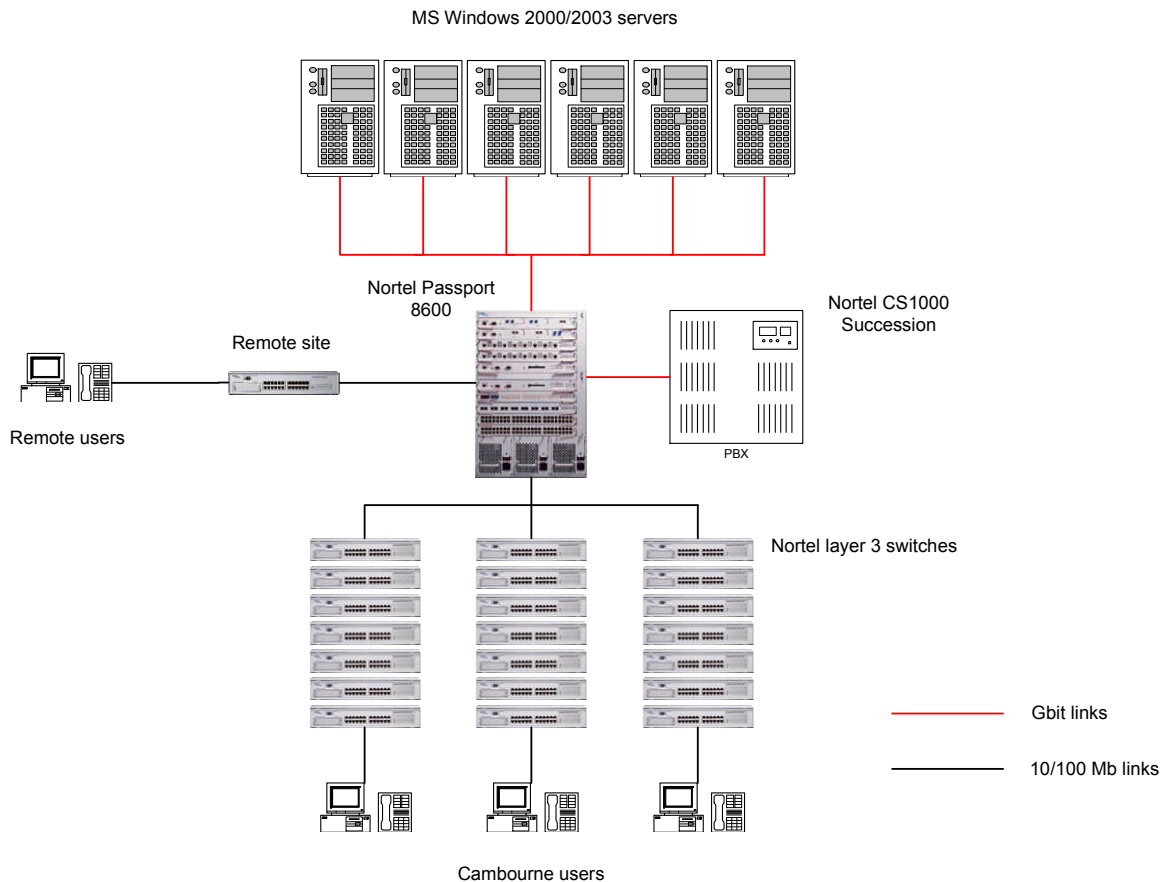 MS Windows 2000/2003 servers
Nortel Passport
8600
Nortel CS1000
Succession
Remote site
Remote users
PBX
Nortel layer 3 switches
Gbit links
10/100 Mb links
Cambourne users